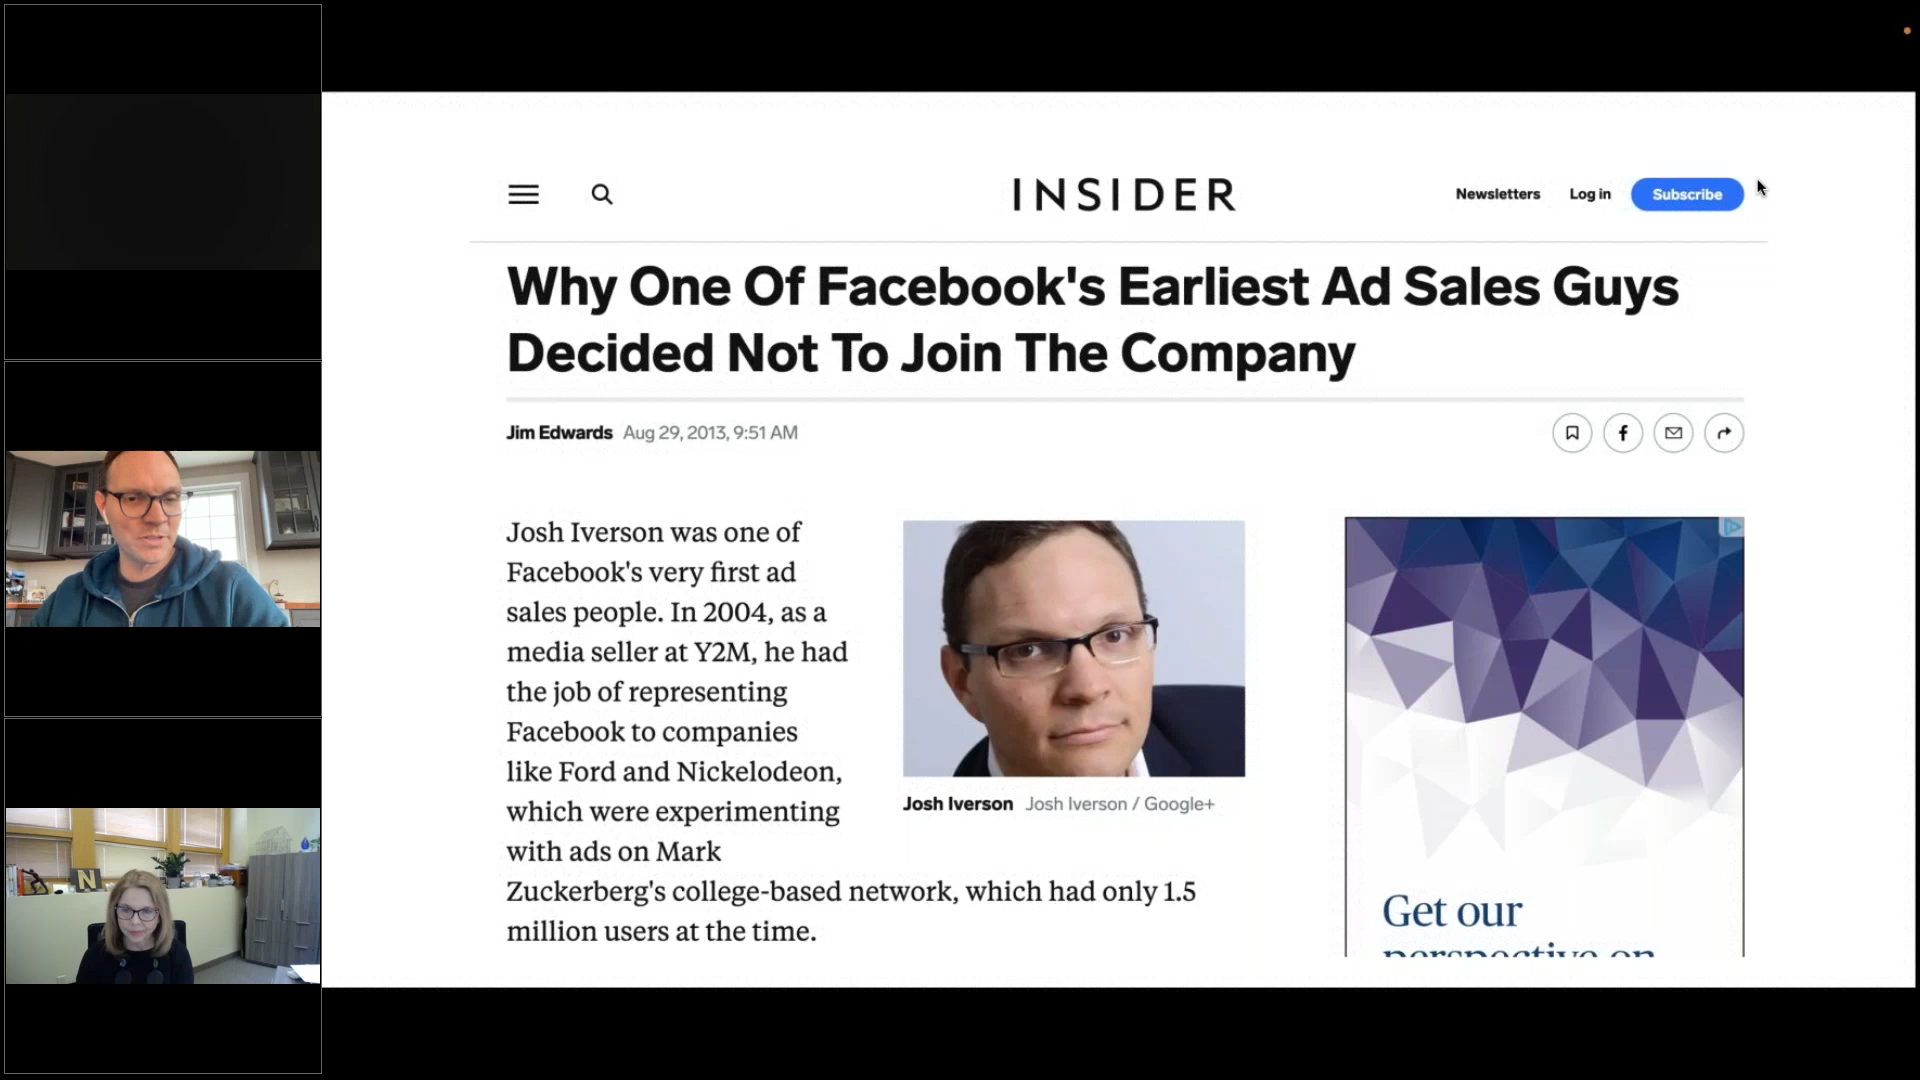 INSIDER
Newsletters Log in Subscribe
Why One Of Facebook's Earliest Ad Sales Guys
Decided Not To Join The Company
Jim Edwards Aug 29, 2013, 9:51 AM
Josh Iverson was one of
Facebook's very first ad
sales people. In 2004, as a
media seller at Y2M, he had
the job of representing
Facebook to companies
like Ford and Nickelodeon,
which were experimenting
with ads on Mark
Zuckerberg's college-based network, which had only 1.5
million users at the time.
Josh Iverson Josh Iverson / Google+
Get our
perspective on
N